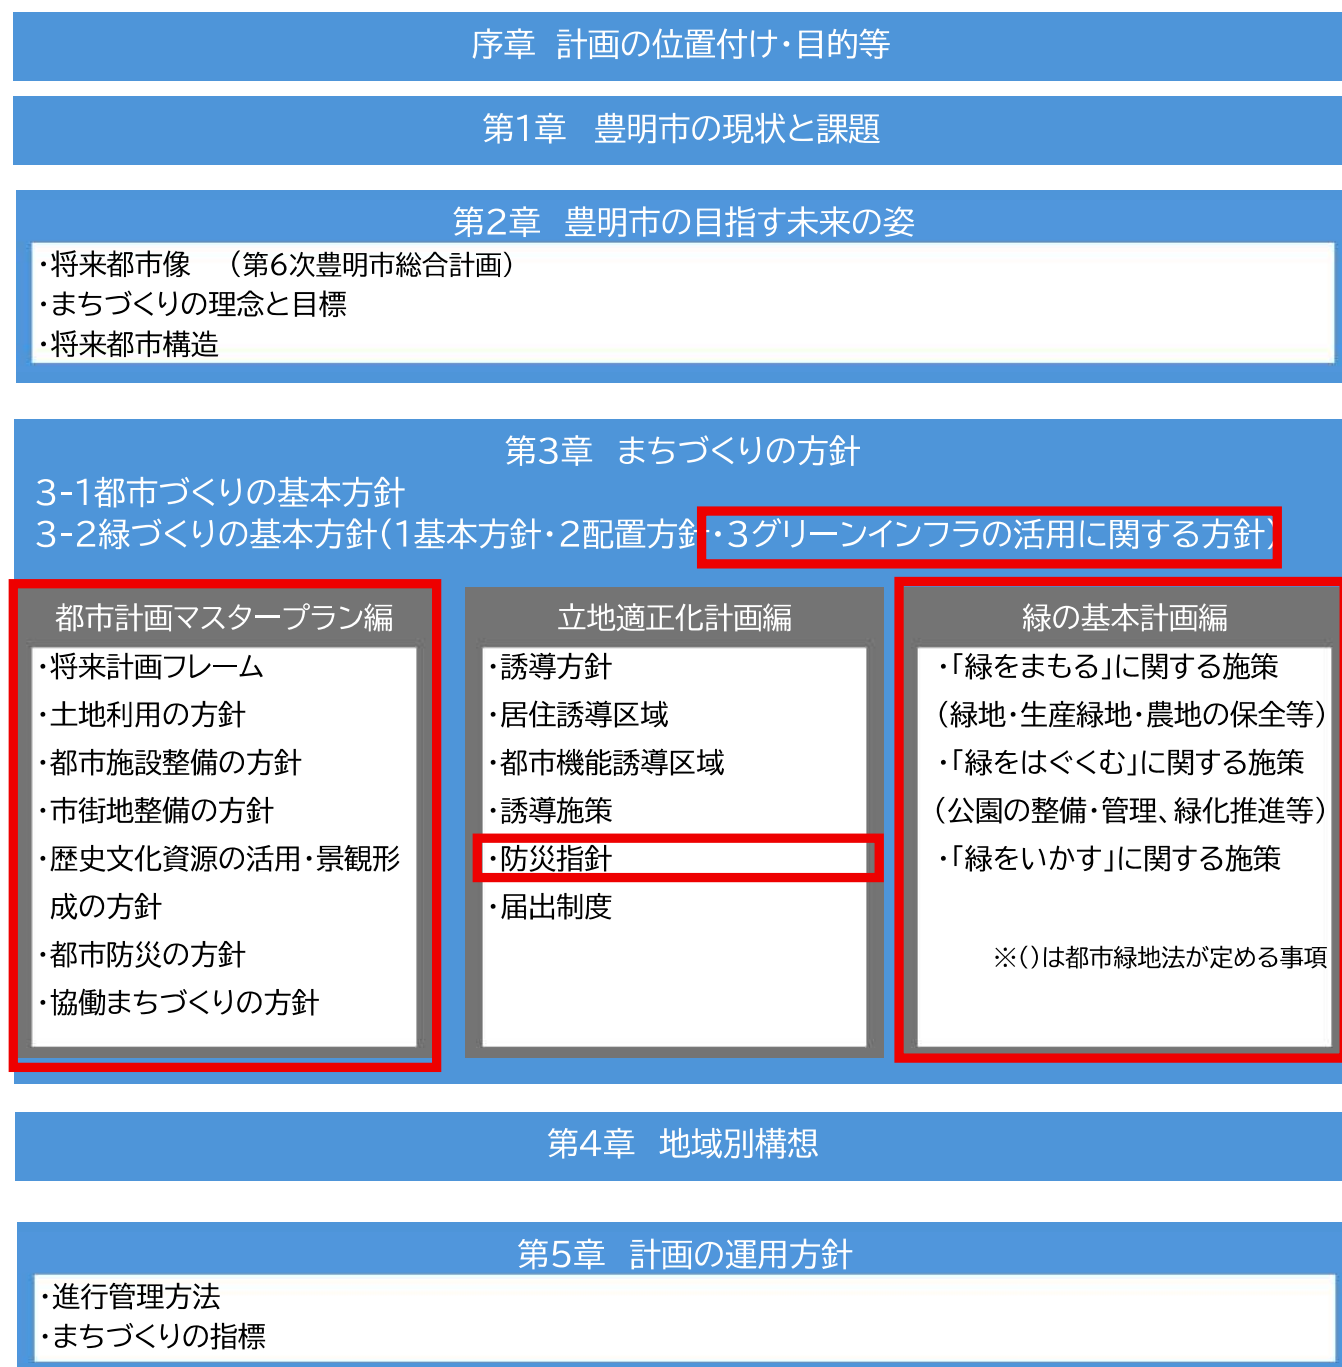 序章　計画の位置付け・目的等
第1章　豊明市の現状と課題
第2章　豊明市の目指す未来の姿
・将来都市像　（第6次豊明市総合計画）
・まちづくりの理念と目標
・将来都市構造
第3章　まちづくりの方針
3-1都市づくりの基本方針
3-2緑づくりの基本方針(1基本方針・2配置方針・3グリーンインフラの活用に関する方針)
都市計画マスタープラン編
・将来計画フレーム
・土地利用の方針
・都市施設整備の方針
・市街地整備の方針
・歴史文化資源の活用・景観形
成の方針
・都市防災の方針
・協働まちづくりの方針
立地適正化計画編
・誘導方針
・居住誘導区域
・都市機能誘導区域
・誘導施策
・防災指針
・届出制度
緑の基本計画編
・「緑をまもる」に関する施策
（緑地・生産緑地・農地の保全等）
・「緑をはぐくむ」に関する施策
（公園の整備・管理、緑化推進等）
・「緑をいかす」に関する施策
※（）は都市緑地法が定める事項
第4章　地域別構想
第5章　計画の運用方針
・進行管理方法
・まちづくりの指標